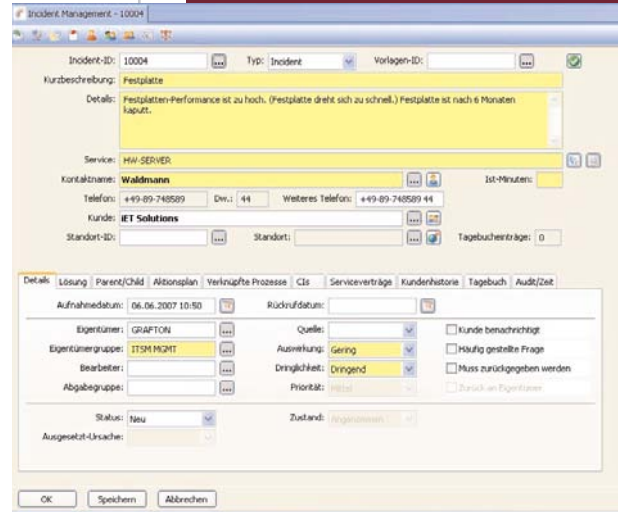 Incident Management - 10004
Incident-ID: 10004 ... Typ: Incident Vorlagen-ID: ...
Kurzbeschreibung: Festplatte
Details: Festplatten-Performance ist zu hoch. (Festplatte dreht sich zu schnell.) Festplatte ist nach 6 Monaten
kaputt.
Service: HW-SERVER
Kontaktname: Waldmann ... Ist-Minuten:
Telefon: +49-89-748589 Dw.: 44 Weiteres Telefon: +49-89-748589 44
Kunde: iET Solutions ...
Standort-ID: ... Standort: ... Tagebucheinträge: 0
Details Lösung Parent/Child Aktionsplan Verknüpfte Prozesse CIs Serviceverträge Kundenhistorie Tagebuch Audit/Zeit
Aufnahmedatum: 06.06.2007 10:50 Rückrufdatum:
Eigentümer: GRAFTON ... Quelle: Kunde benachrichtigt
Eigentümergruppe: ITSM MGMT ... Auswirkung: Gering Häufig gestellte Frage
Bearbeiter: ... Dringlichkeit: Dringend Muss zurückgegeben werden
Abgabegruppe: ... Priorität: Mittel Zurück an Eigentümer
Status: Neu Zustand:
Ausgesetzt-Ursache:
OK Speichern Abbrechen